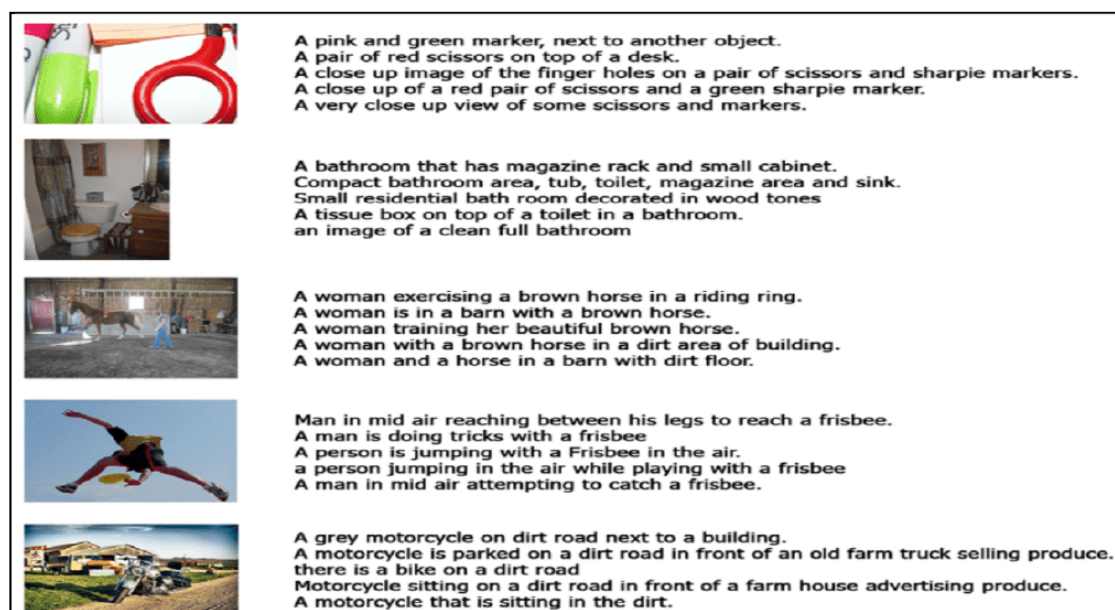 A pink and green marker, next to another object.
A pair of red scissors on top of a desk.
A close up image of the finger holes on a pair of scissors and sharpie markers.
A close up of a red pair of scissors and a green sharpie marker.
A very close up view of some scissors and markers.
A bathroom that has magazine rack and small cabinet.
Compact bathroom area, tub, toilet, magazine area and sink.
Small residential bath room decorated in wood tones
A tissue box on top of a toilet in a bathroom.
an image of a clean full bathroom
A woman exercising a brown horse in a riding ring.
A woman is in a barn with a brown horse.
A woman training her beautiful brown horse.
A woman with a brown horse in a dirt area of building.
A woman and a horse in a barn with dirt floor.
Man in mid air reaching between his legs to reach a frisbee.
A man is doing tricks with a frisbee
A person is jumping with a Frisbee in the air.
a person jumping in the air while playing with a frisbee
A man in mid air attempting to catch a frisbee.
A grey motorcycle on dirt road next to a building.
A motorcycle is parked on a dirt road in front of an old farm truck selling produce.
there is a bike on a dirt road
Motorcycle sitting on a dirt road in front of a farm house advertising produce.
A motorcycle that is sitting in the dirt.